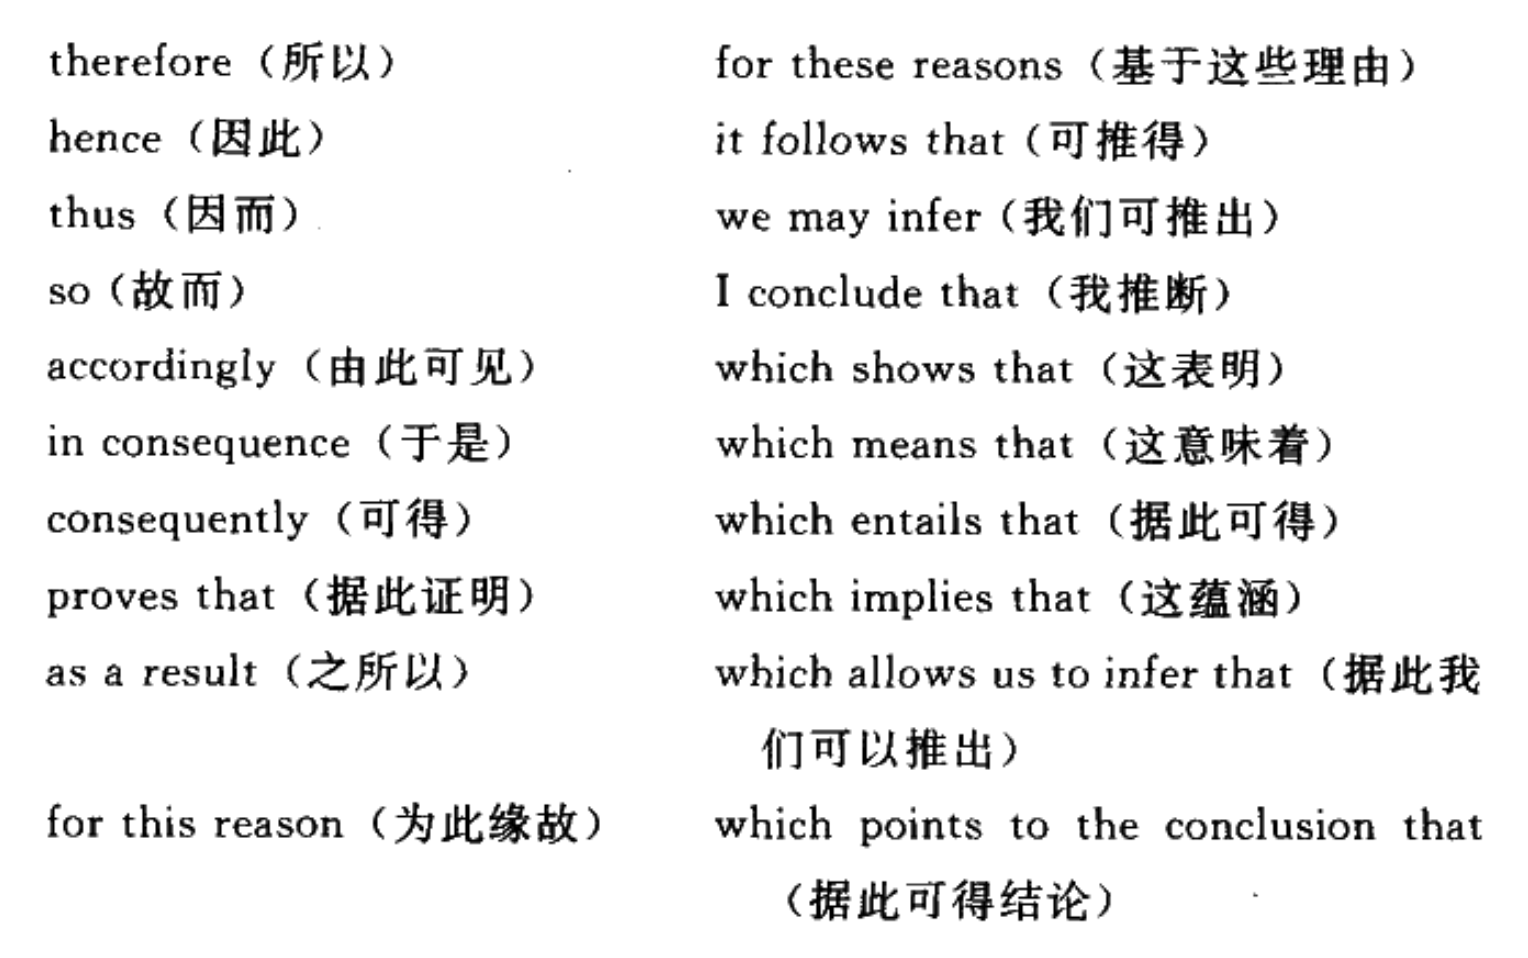 therefore（所以）
hence（因此）
thus（因而）
so（故而）
accordingly（由此可见）
in consequence（于是）
consequently（可得）
proves that（据此证明）
as a result（之所以）
for this reason（为此缘故）
for these reasons（基于这些理由）
it follows that（可推得）
we may infer（我们可推出）
I conclude that（我推断）
which shows that（这表明）
which means that（这意味着）
which entails that（据此可得）
which implies that（这蕴涵）
which allows us to infer that（据此我
们可以推出）
which points to the conclusion that
（据此可得结论）